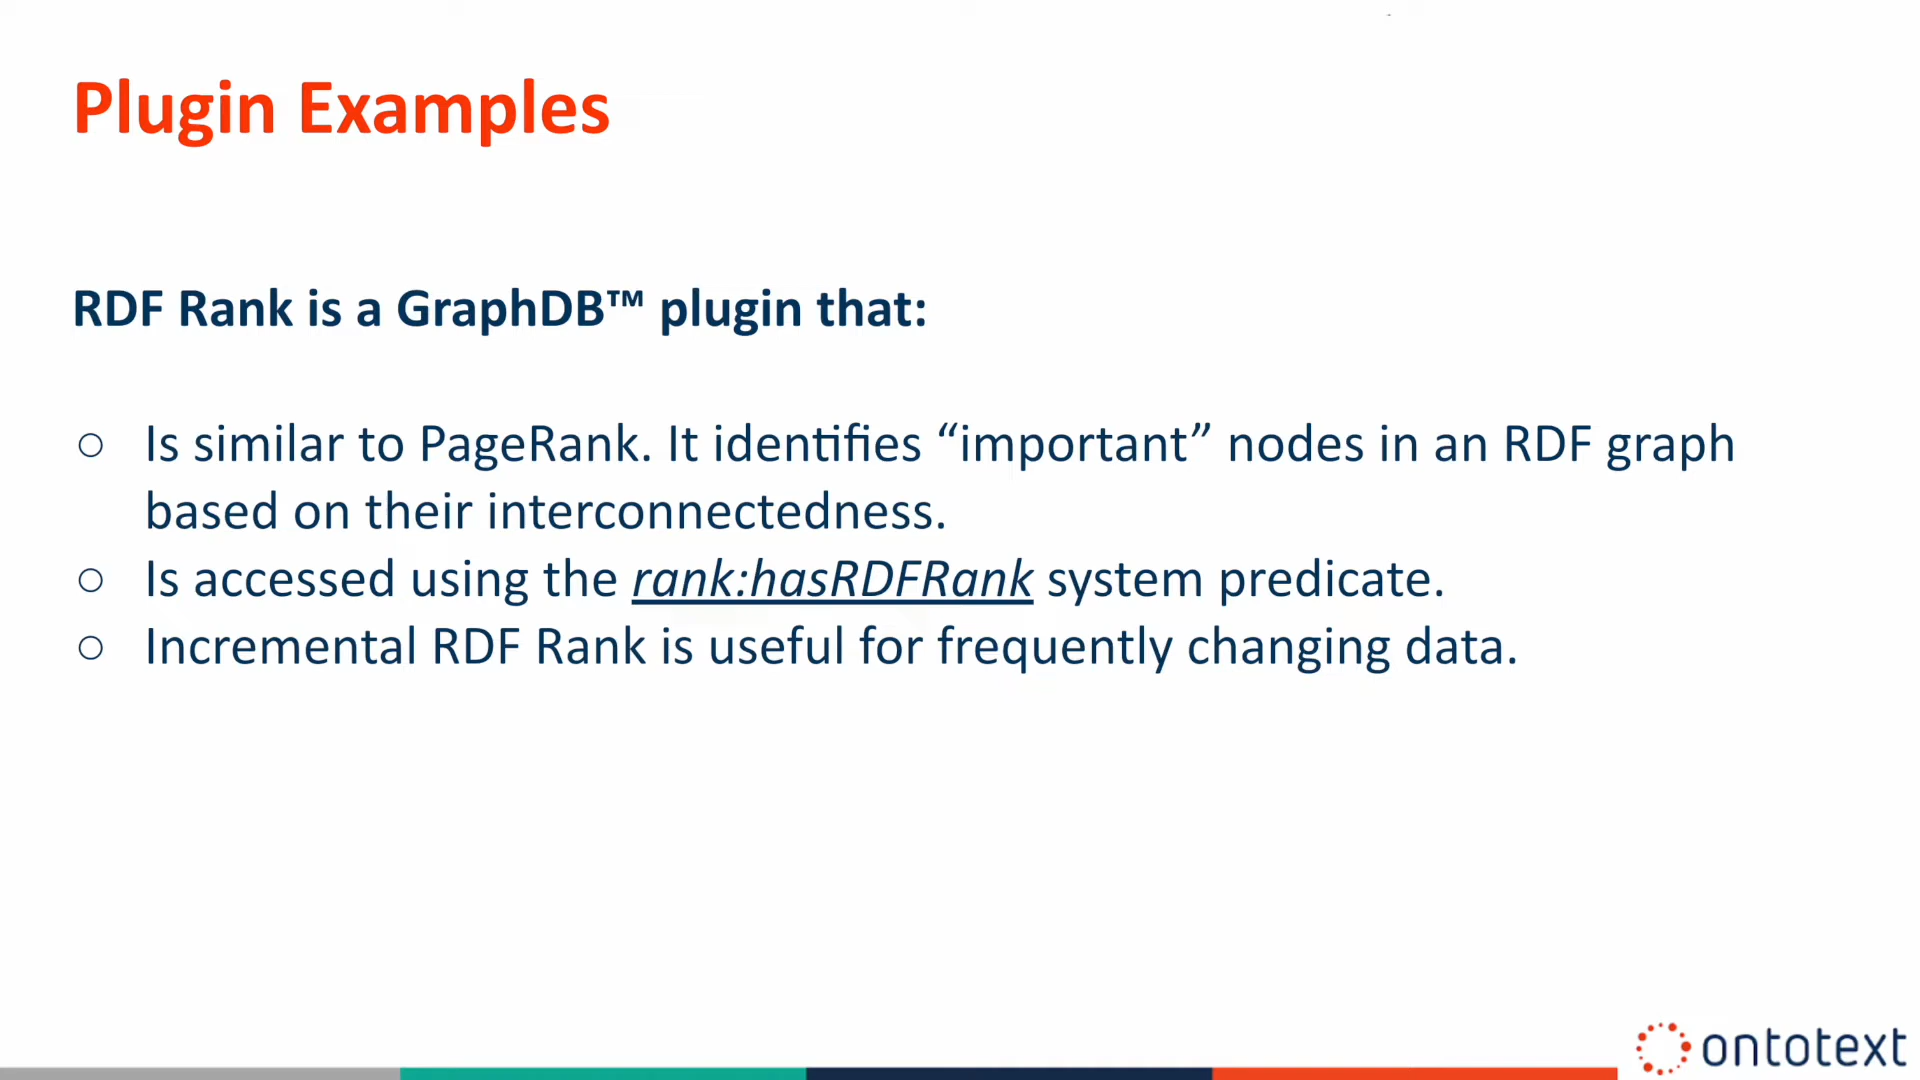 Plugin Examples
RDF Rank is a GraphDB™ plugin that:
○ Is similar to PageRank. It identifies “important” nodes in an RDF graph
based on their interconnectedness.
○ Is accessed using the rank:hasRDFRank system predicate.
○ Incremental RDF Rank is useful for frequently changing data.
ontotext